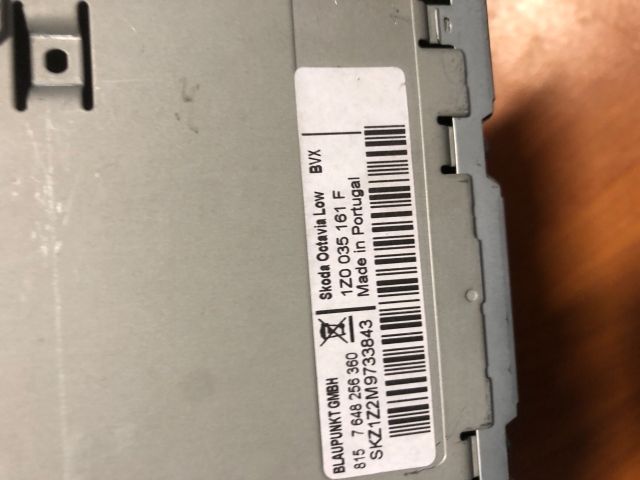 BLAUPUNKT GMBH
815 7 648 256 360
SKZ1Z2M9733843
Skoda Octavia Low BVX
1Z0 035 161 F
Made in Portugal